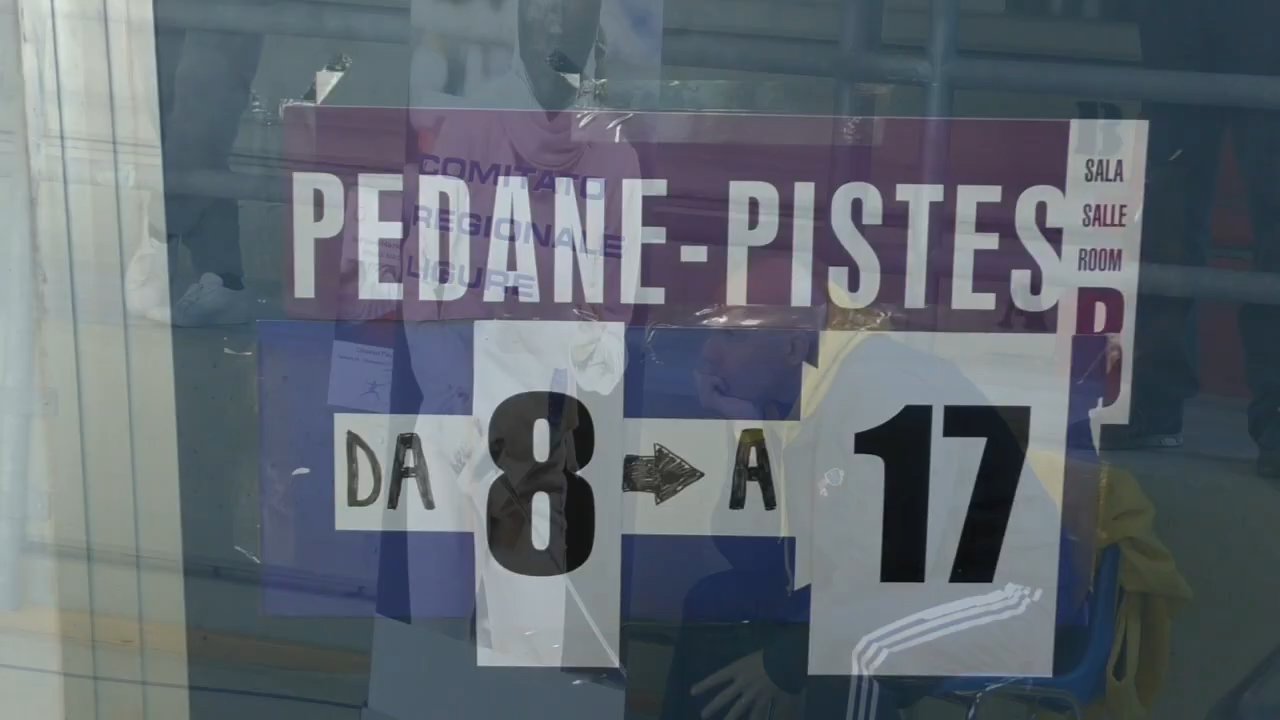 COMITATO
REGIONALE
LIGURE
PEDANE-PISTES
SALA
SALLE
ROOM
B
DA 8 A 17